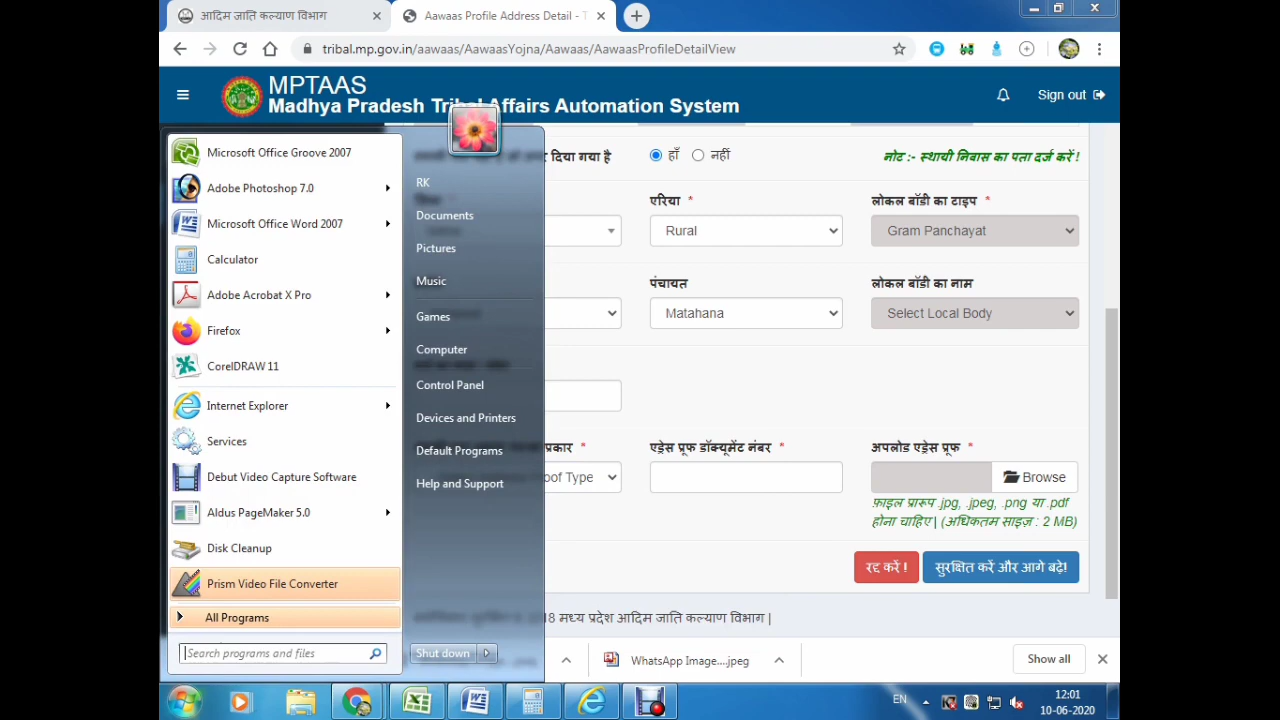 आदिम जाति कल्याण विभाग
Aawaas Profile Address Detail - T
tribal.mp.gov.in/aawaas/AawaasYojna/Aawaas/AawaasProfileDetailView
MPTAAS
Madhya Pradesh Tribal Affairs Automation System
Sign out
दिया गया है
हाँ
नहीं
नोट :- स्थायी निवास का पता दर्ज करें !
एरिया *
लोकल बॉडी का टाइप *
Rural
Gram Panchayat
पंचायत
लोकल बॉडी का नाम
Matahana
Select Local Body
प्रकार *
एड्रेस प्रूफ डॉक्यूमेंट नंबर *
अपलोड एड्रेस प्रूफ *
oof Type
Browse
फ़ाइल प्रारूप .jpg, .jpeg, .png या .pdf
होना चाहिए | (अधिकतम साइज़ : 2 MB)
रद्द करें !
सुरक्षित करें और आगे बढ़े!
18 मध्य प्रदेश आदिम जाति कल्याण विभाग |
Microsoft Office Groove 2007
Adobe Photoshop 7.0
Microsoft Office Word 2007
Calculator
Adobe Acrobat X Pro
Firefox
CorelDRAW 11
Internet Explorer
Services
Debut Video Capture Software
Aldus PageMaker 5.0
Disk Cleanup
Prism Video File Converter
All Programs
Search programs and files
RK
Documents
Pictures
Music
Games
Computer
Control Panel
Devices and Printers
Default Programs
Help and Support
Shut down
WhatsApp Image....jpeg
Show all
EN
12:01
10-06-2020